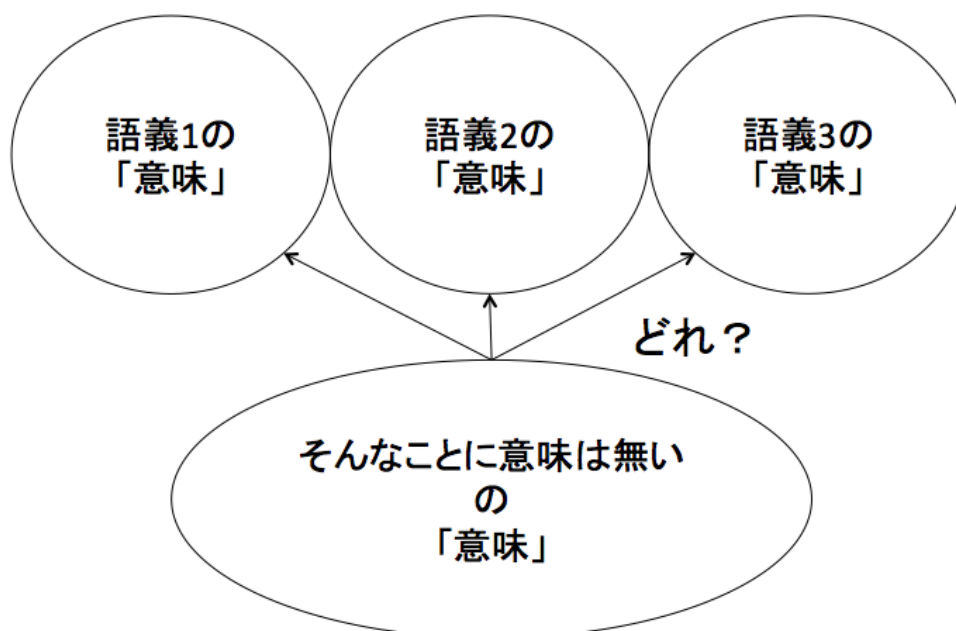 語義1の
「意味」
語義2の
「意味」
語義3の
「意味」
どれ？
そんなことに意味は無い
の
「意味」